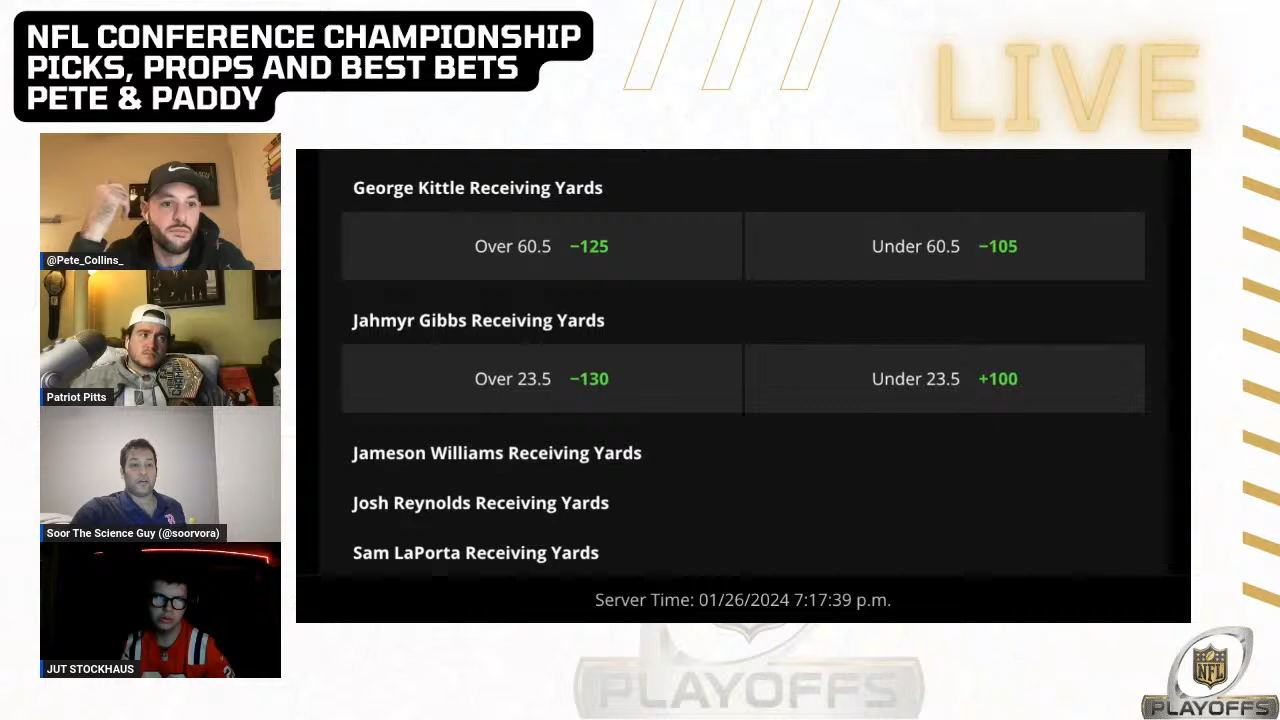 NFL CONFERENCE CHAMPIONSHIP
PICKS, PROPS AND BEST BETS
PETE & PADDY
LIVE
@Pete_Collins_
Patriot Pitts
Soor The Science Guy (@soorvora)
JUT STOCKHAUS
George Kittle Receiving Yards
Over 60.5 −125 Under 60.5 −105
Jahmyr Gibbs Receiving Yards
Over 23.5 −130 Under 23.5 +100
Jameson Williams Receiving Yards
Josh Reynolds Receiving Yards
Sam LaPorta Receiving Yards
Server Time: 01/26/2024 7:17:39 p.m.
PLAYOFFS
NFL
PLAYOFFS